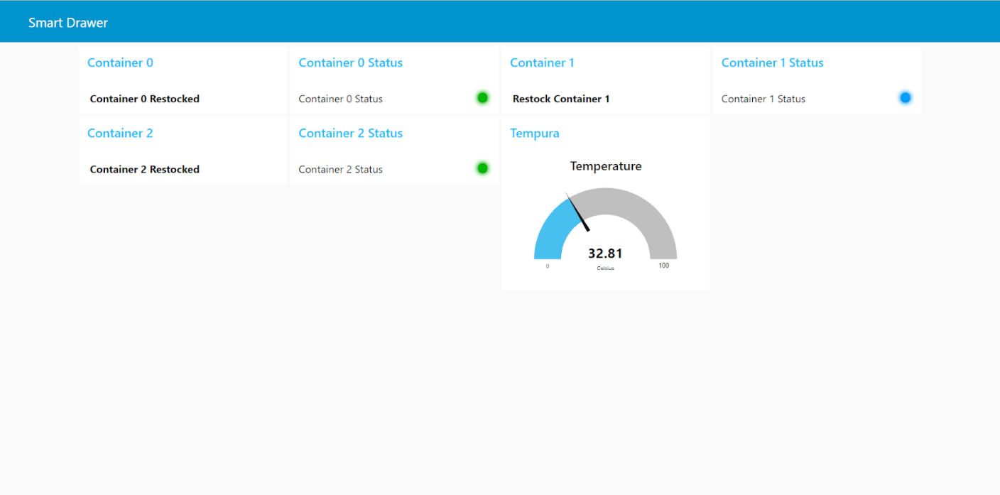 Smart Drawer
Container 0
Container 0 Restocked
Container 0 Status
Container 0 Status
Container 1
Restock Container 1
Container 1 Status
Container 1 Status
Container 2
Container 2 Restocked
Container 2 Status
Container 2 Status
Tempura
Temperature
32.81
Celcius
0
100